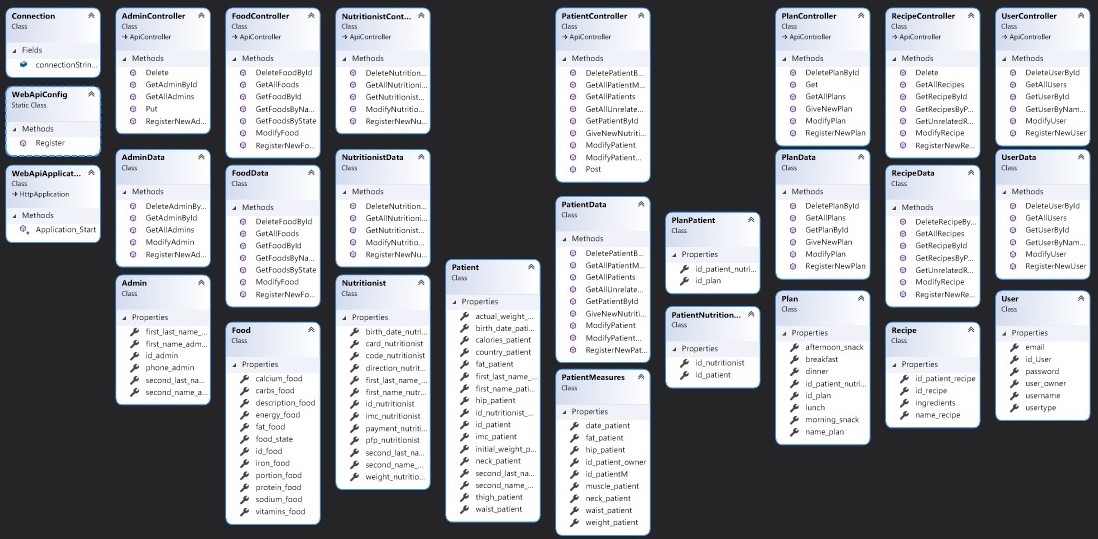 Connection
Class
Fields
connectionStrin...
WebApiConfig
Static Class
Methods
Register
WebApiApplicat...
Class
HttpApplication
Methods
Application_Start
AdminController
Class
ApiController
Methods
Delete
GetAdminById
GetAllAdmins
Put
RegisterNewAd...
AdminData
Class
Methods
DeleteAdminBy...
GetAdminById
GetAllAdmins
ModifyAdmin
RegisterNewAd...
Admin
Class
Properties
first_last_name_...
first_name_adm...
id_admin
phone_admin
second_last_na...
second_name_a...
FoodController
Class
ApiController
Methods
DeleteFoodById
GetAllFoods
GetFoodById
GetFoodsByNa...
GetFoodsByState
ModifyFood
RegisterNewFo...
FoodData
Class
Methods
DeleteFoodById
GetAllFoods
GetFoodById
GetFoodsByNa...
GetFoodsByState
ModifyFood
RegisterNewFo...
Food
Class
Properties
calcium_food
carbs_food
description_food
energy_food
fat_food
food_state
id_food
iron_food
portion_food
protein_food
sodium_food
vitamins_food
NutritionistCont...
Class
ApiController
Methods
DeleteNutrition...
GetAllNutrition...
GetNutritionist...
ModifyNutritio...
RegisterNewNu...
NutritionistData
Class
Methods
DeleteNutrition...
GetAllNutrition...
GetNutritionist...
ModifyNutritio...
RegisterNewNu...
Nutritionist
Class
Properties
birth_date_nutri...
card_nutritionist
code_nutritionist
direction_nutrit...
first_last_name_...
first_name_nutr...
id_nutritionist
imc_nutritionist
payment_nutriti...
pfp_nutritionist
second_last_na...
second_name_...
weight_nutritio...
Patient
Class
Properties
actual_weight_...
birth_date_pati...
calories_patient
country_patient
fat_patient
first_last_name_...
first_name_pati...
hip_patient
id_nutritionist_...
id_patient
imc_patient
initial_weight_p...
neck_patient
second_last_na...
second_name_...
thigh_patient
waist_patient
PatientController
Class
ApiController
Methods
DeletePatientB...
GetAllPatientM...
GetAllPatients
GetAllUnrelate...
GetPatientById
GiveNewNutriti...
ModifyPatient
ModifyPatient...
Post
PatientData
Class
Methods
DeletePatientB...
GetAllPatientM...
GetAllPatients
GetAllUnrelate...
GetPatientById
GiveNewNutriti...
ModifyPatient
ModifyPatient...
RegisterNewPat...
PatientMeasures
Class
Properties
date_patient
fat_patient
hip_patient
id_patient_owner
id_patientM
muscle_patient
neck_patient
waist_patient
weight_patient
PlanPatient
Class
Properties
id_patient_nutri...
id_plan
PatientNutrition...
Class
Properties
id_nutritionist
id_patient
PlanController
Class
ApiController
Methods
DeletePlanById
Get
GetAllPlans
GiveNewPlan
ModifyPlan
RegisterNewPlan
PlanData
Class
Methods
DeletePlanById
GetAllPlans
GetPlanById
GiveNewPlan
ModifyPlan
RegisterNewPlan
Plan
Class
Properties
afternoon_snack
breakfast
dinner
id_patient_nutri...
id_plan
lunch
morning_snack
name_plan
RecipeController
Class
ApiController
Methods
Delete
GetAllRecipes
GetRecipeById
GetRecipesByP...
GetUnrelatedR...
ModifyRecipe
RegisterNewRe...
RecipeData
Class
Methods
DeleteRecipeBy...
GetAllRecipes
GetRecipeById
GetRecipesByP...
GetUnrelatedR...
ModifyRecipe
RegisterNewRe...
Recipe
Class
Properties
id_patient_recipe
id_recipe
ingredients
name_recipe
UserController
Class
ApiController
Methods
DeleteUserById
GetAllUsers
GetUserById
GetUserByNam...
ModifyUser
RegisterNewUser
UserData
Class
Methods
DeleteUserById
GetAllUsers
GetUserById
GetUserByNam...
ModifyUser
RegisterNewUser
User
Class
Properties
email
id_User
password
user_owner
username
usertype